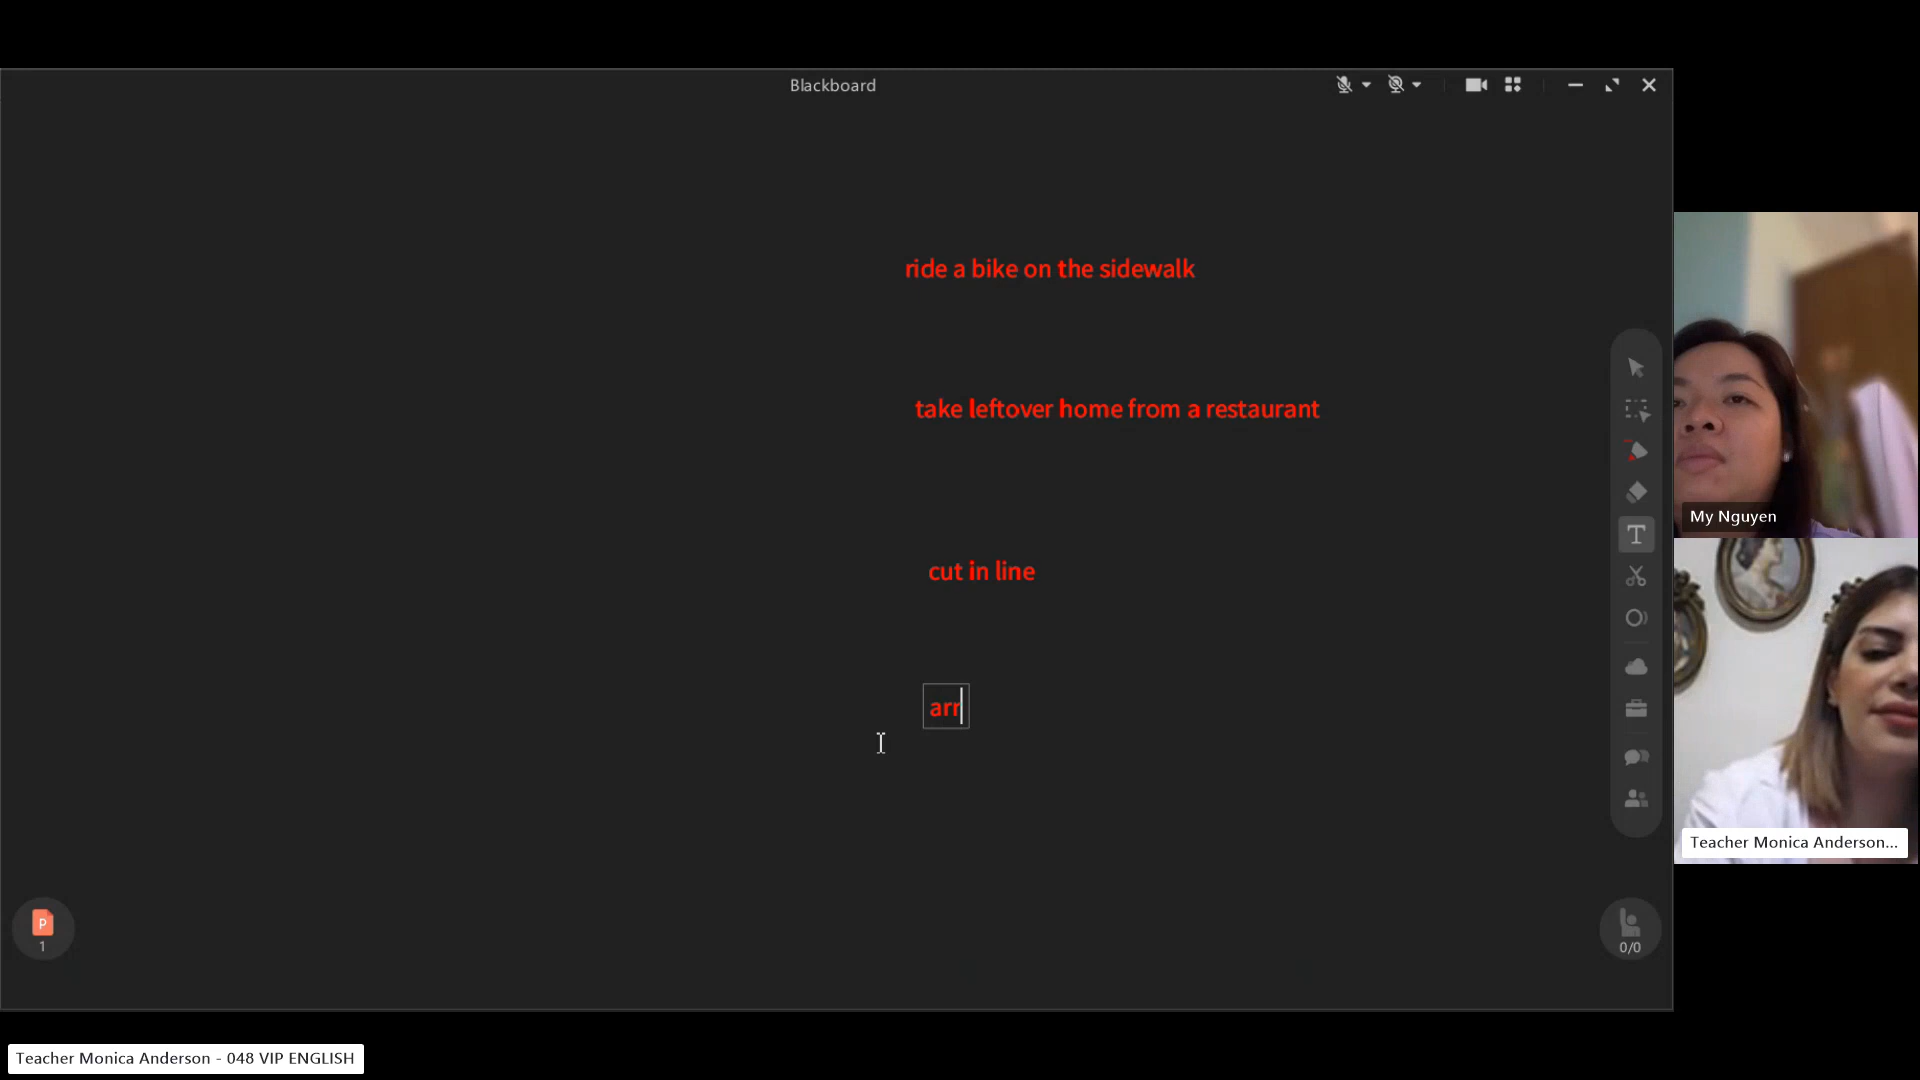 Blackboard
ride a bike on the sidewalk
take leftover home from a restaurant
cut in line
arr
My Nguyen
Teacher Monica Anderson...
P
1
0/0
Teacher Monica Anderson - 048 VIP ENGLISH